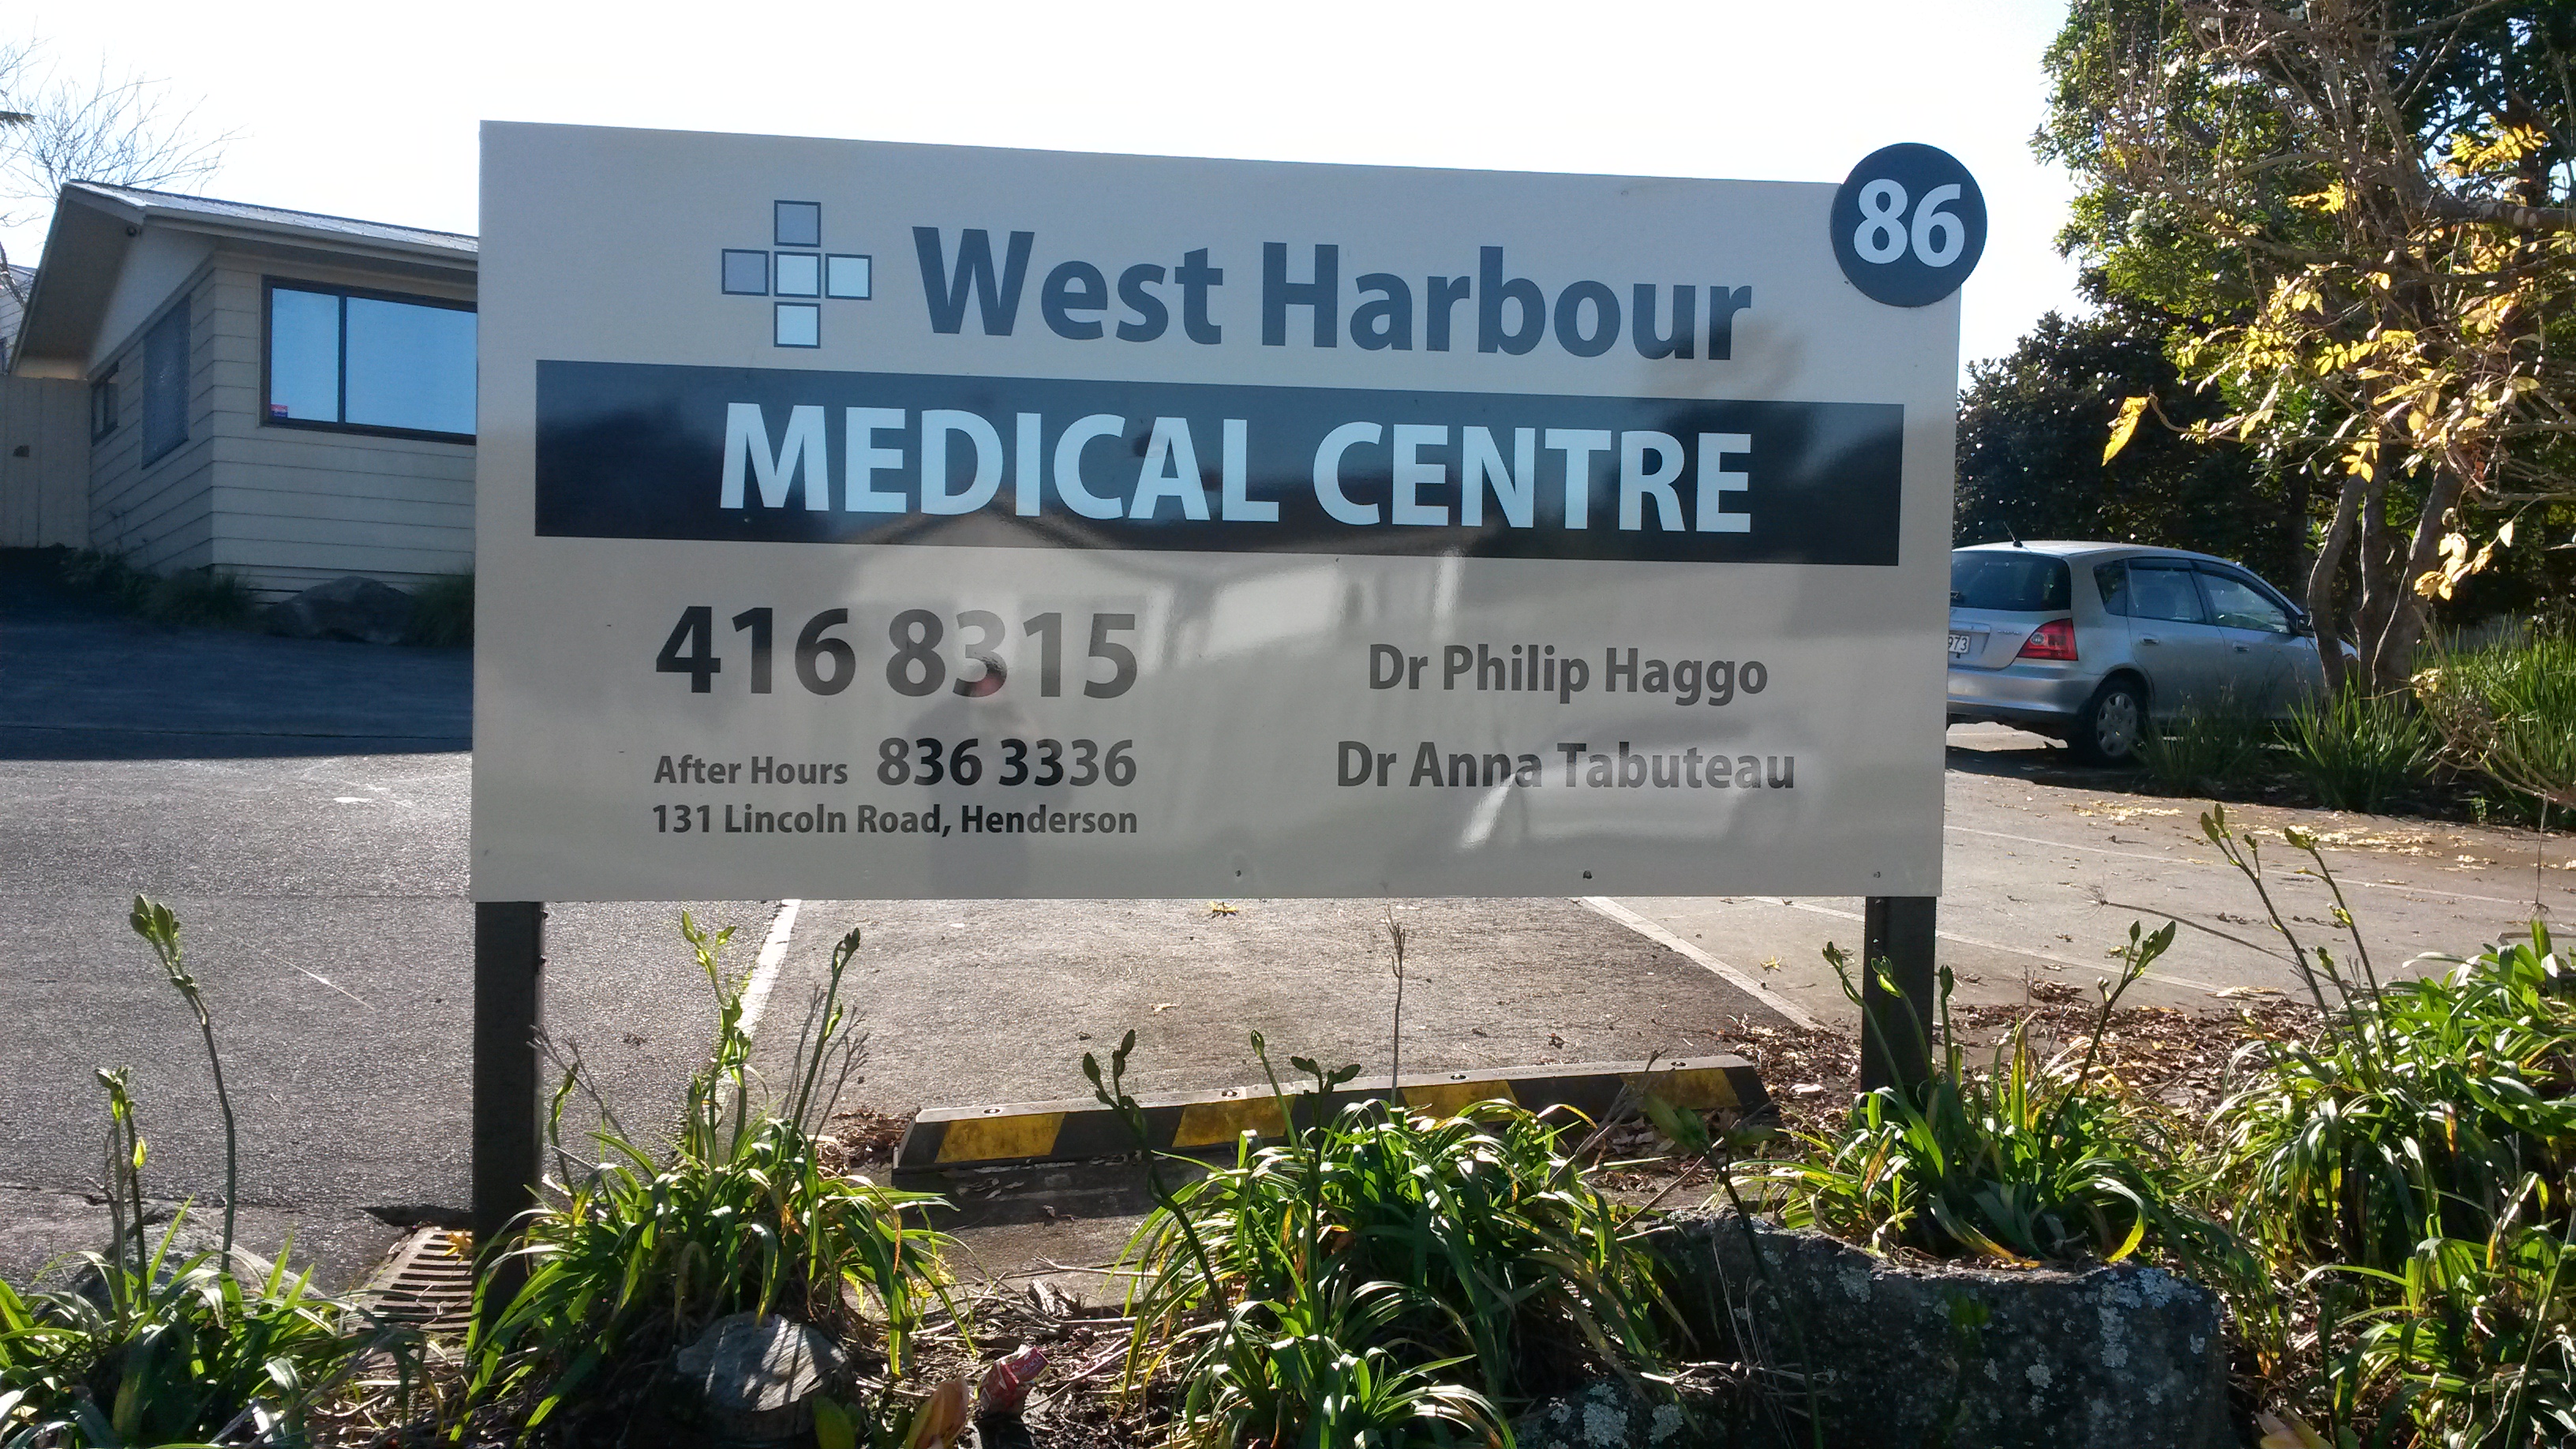 86
West Harbour
MEDICAL CENTRE
416 8315
After Hours 836 3336
131 Lincoln Road, Henderson
Dr Philip Haggo
Dr Anna Tabuteau
973